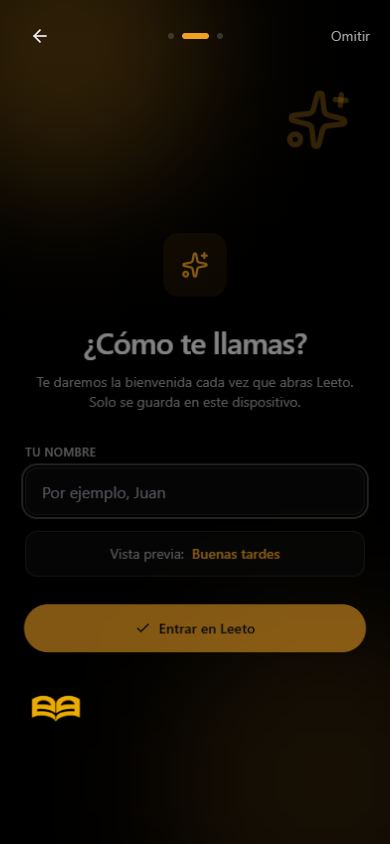 Omitir
¿Cómo te llamas?
Te daremos la bienvenida cada vez que abras Leeto.
Solo se guarda en este dispositivo.
TU NOMBRE
Por ejemplo, Juan
Vista previa: Buenas tardes
Entrar en Leeto